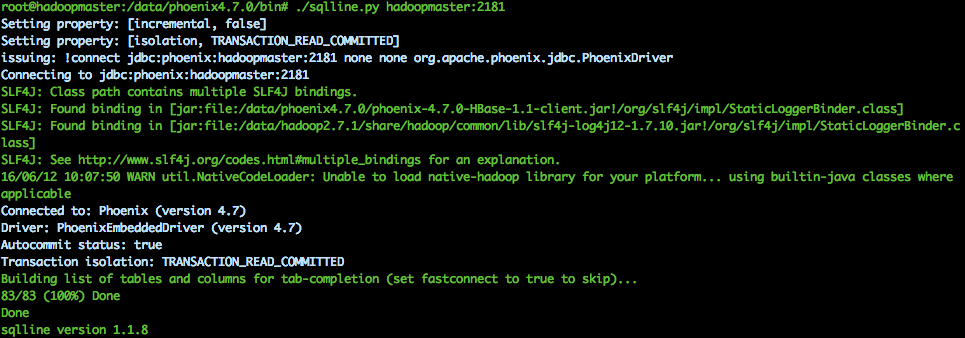 root@hadoopmaster:/data/phoenix4.7.0/bin# ./sqlline.py hadoopmaster:2181
Setting property: [incremental, false]
Setting property: [isolation, TRANSACTION_READ_COMMITTED]
issuing: !connect jdbc:phoenix:hadoopmaster:2181 none none org.apache.phoenix.jdbc.PhoenixDriver
Connecting to jdbc:phoenix:hadoopmaster:2181
SLF4J: Class path contains multiple SLF4J bindings.
SLF4J: Found binding in [jar:file:/data/phoenix4.7.0/phoenix-4.7.0-HBase-1.1-client.jar!/org/slf4j/impl/StaticLoggerBinder.class]
SLF4J: Found binding in [jar:file:/data/hadoop2.7.1/share/hadoop/common/lib/slf4j-log4j12-1.7.10.jar!/org/slf4j/impl/StaticLoggerBinder.c
lass]
SLF4J: See http://www.slf4j.org/codes.html#multiple_bindings for an explanation.
16/06/12 10:07:50 WARN util.NativeCodeLoader: Unable to load native-hadoop library for your platform... using builtin-java classes where
applicable
Connected to: Phoenix (version 4.7)
Driver: PhoenixEmbeddedDriver (version 4.7)
Autocommit status: true
Transaction isolation: TRANSACTION_READ_COMMITTED
Building list of tables and columns for tab-completion (set fastconnect to true to skip)...
83/83 (100%) Done
Done
sqlline version 1.1.8